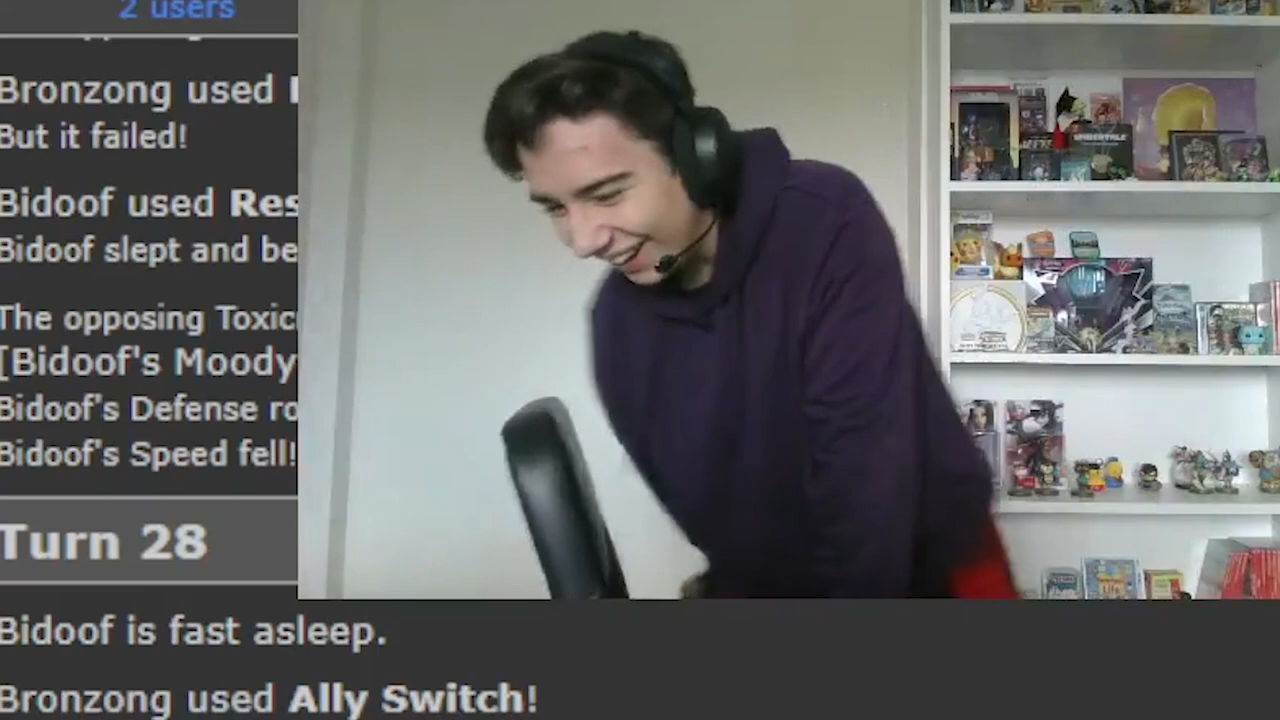 2 users
Bronzong used
But it failed!
Bidoof used Res
Bidoof slept and be
The opposing Toxic
[Bidoof's Moody
Bidoof's Defense ro
Bidoof's Speed fell!
Turn 28
Bidoof is fast asleep.
Bronzong used Ally Switch!
UNDERTALE